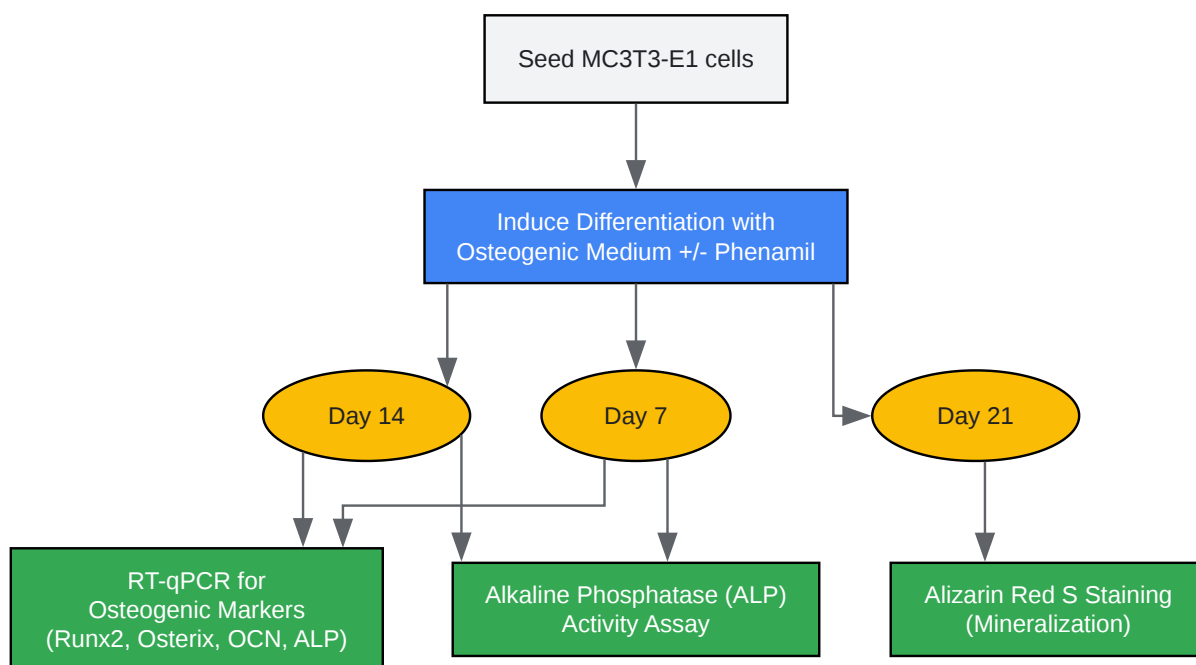 Seed MC3T3-E1 cells
Induce Differentiation with
Osteogenic Medium +/- Phenamil
Day 14
Day 7
Day 21
RT-qPCR for
Osteogenic Markers
(Runx2, Osterix, OCN, ALP)
Alkaline Phosphatase (ALP)
Activity Assay
Alizarin Red S Staining
(Mineralization)